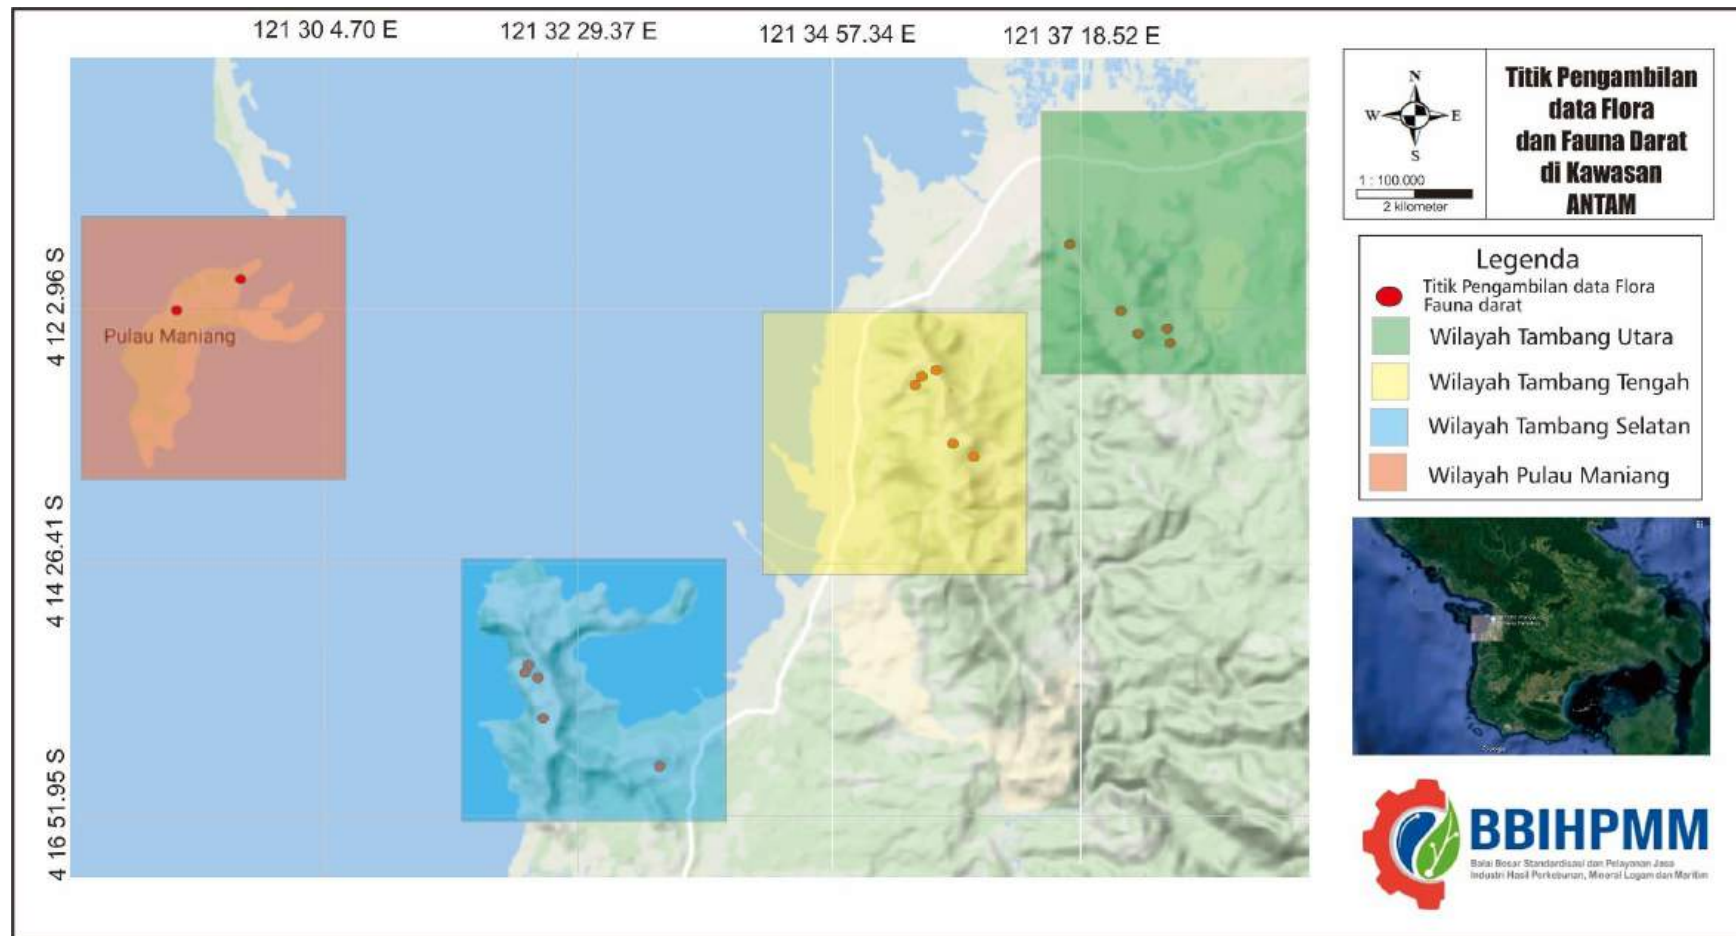 121 30 4.70 E
121 32 29.37 E
121 34 57.34 E
121 37 18.52 E
4 12 2.96 S
4 14 26.41 S
4 16 51.95 S
Pulau Maniang
N
W
E
S
1 : 100.000
2 kilometer
Titik Pengambilan
data Flora
dan Fauna Darat
di Kawasan
ANTAM
Legenda
Titik Pengambilan data Flora
Fauna darat
Wilayah Tambang Utara
Wilayah Tambang Tengah
Wilayah Tambang Selatan
Wilayah Pulau Maniang
Google
BBIHPMM
Balai Besar Standardisasi dan Pelayanan Jasa
Industri Hasil Perkebunan, Mineral Logam dan Maritim